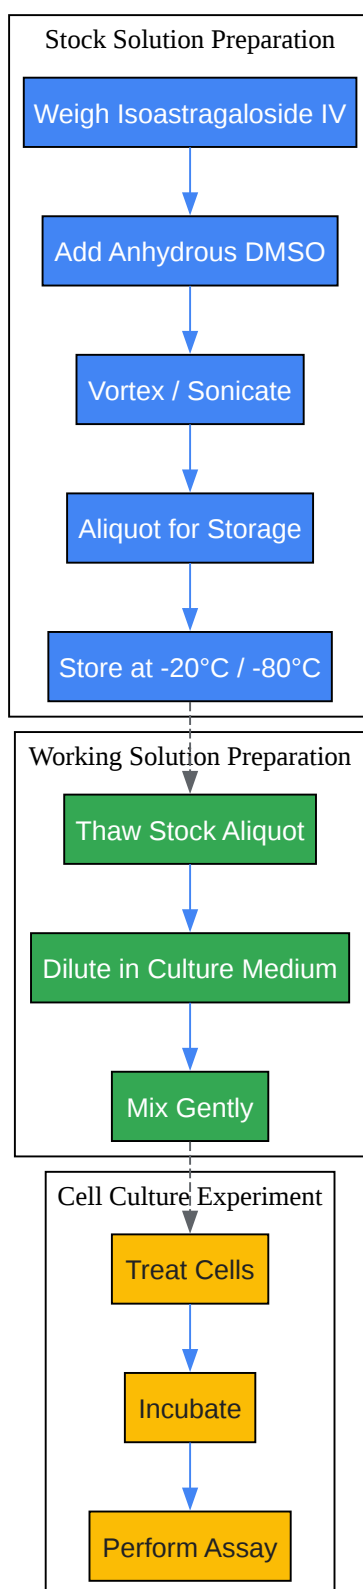 Stock Solution Preparation
Weigh Isoastragaloside IV
Add Anhydrous DMSO
Vortex / Sonicate
Aliquot for Storage
Store at -20°C / -80°C
Working Solution Preparation
Thaw Stock Aliquot
Dilute in Culture Medium
Mix Gently
Cell Culture Experiment
Treat Cells
Incubate
Perform Assay